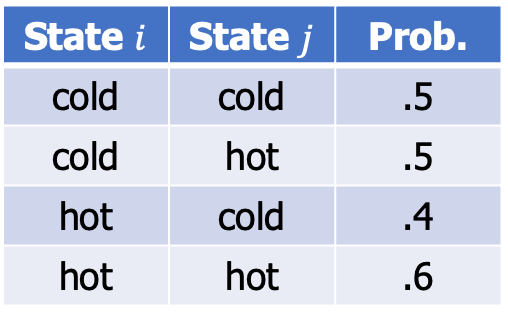 State i State j Prob.
cold cold .5
cold hot .5
hot cold .4
hot hot .6